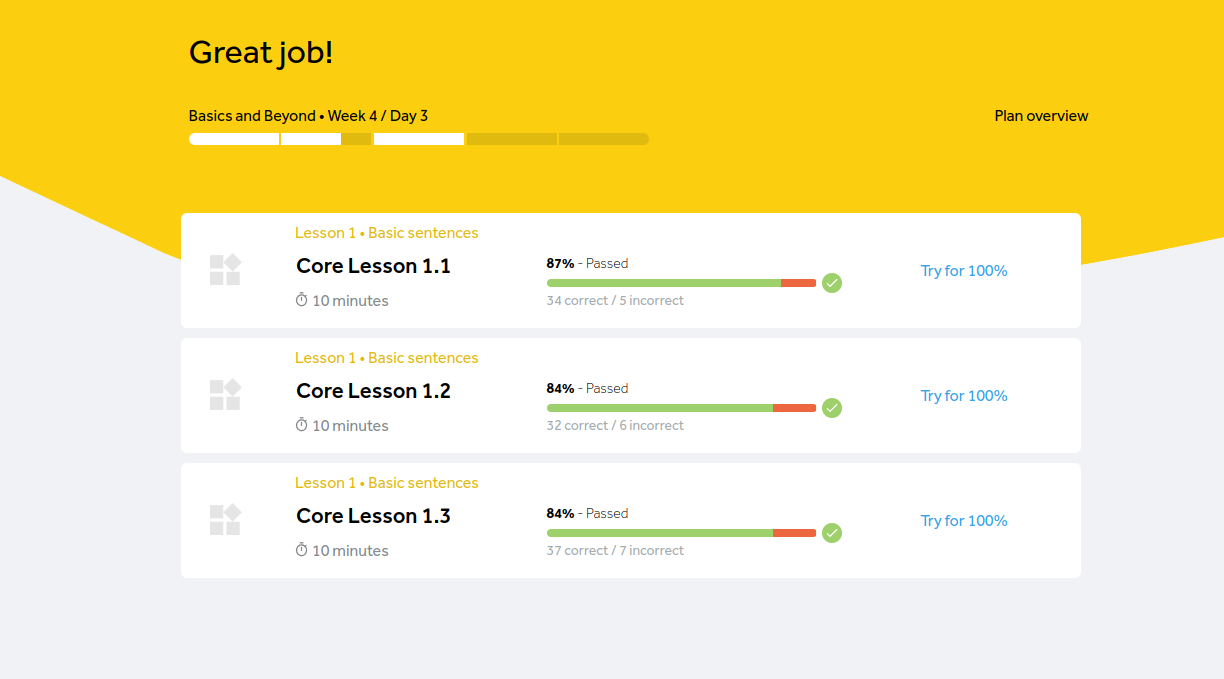 Great job!
Basics and Beyond • Week 4 / Day 3
Plan overview
Lesson 1 • Basic sentences
Core Lesson 1.1
10 minutes
87% - Passed
34 correct / 5 incorrect
Try for 100%
Lesson 1 • Basic sentences
Core Lesson 1.2
10 minutes
84% - Passed
32 correct / 6 incorrect
Try for 100%
Lesson 1 • Basic sentences
Core Lesson 1.3
10 minutes
84% - Passed
37 correct / 7 incorrect
Try for 100%